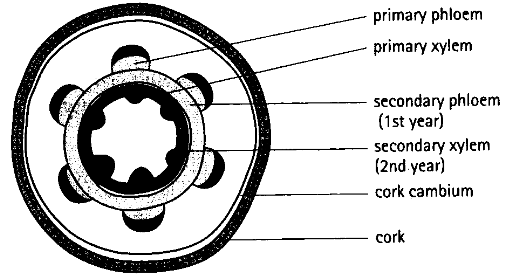 primary phloem
primary xylem
secondary phloem
(1st year)
secondary xylem
(2nd year)
cork cambium
cork